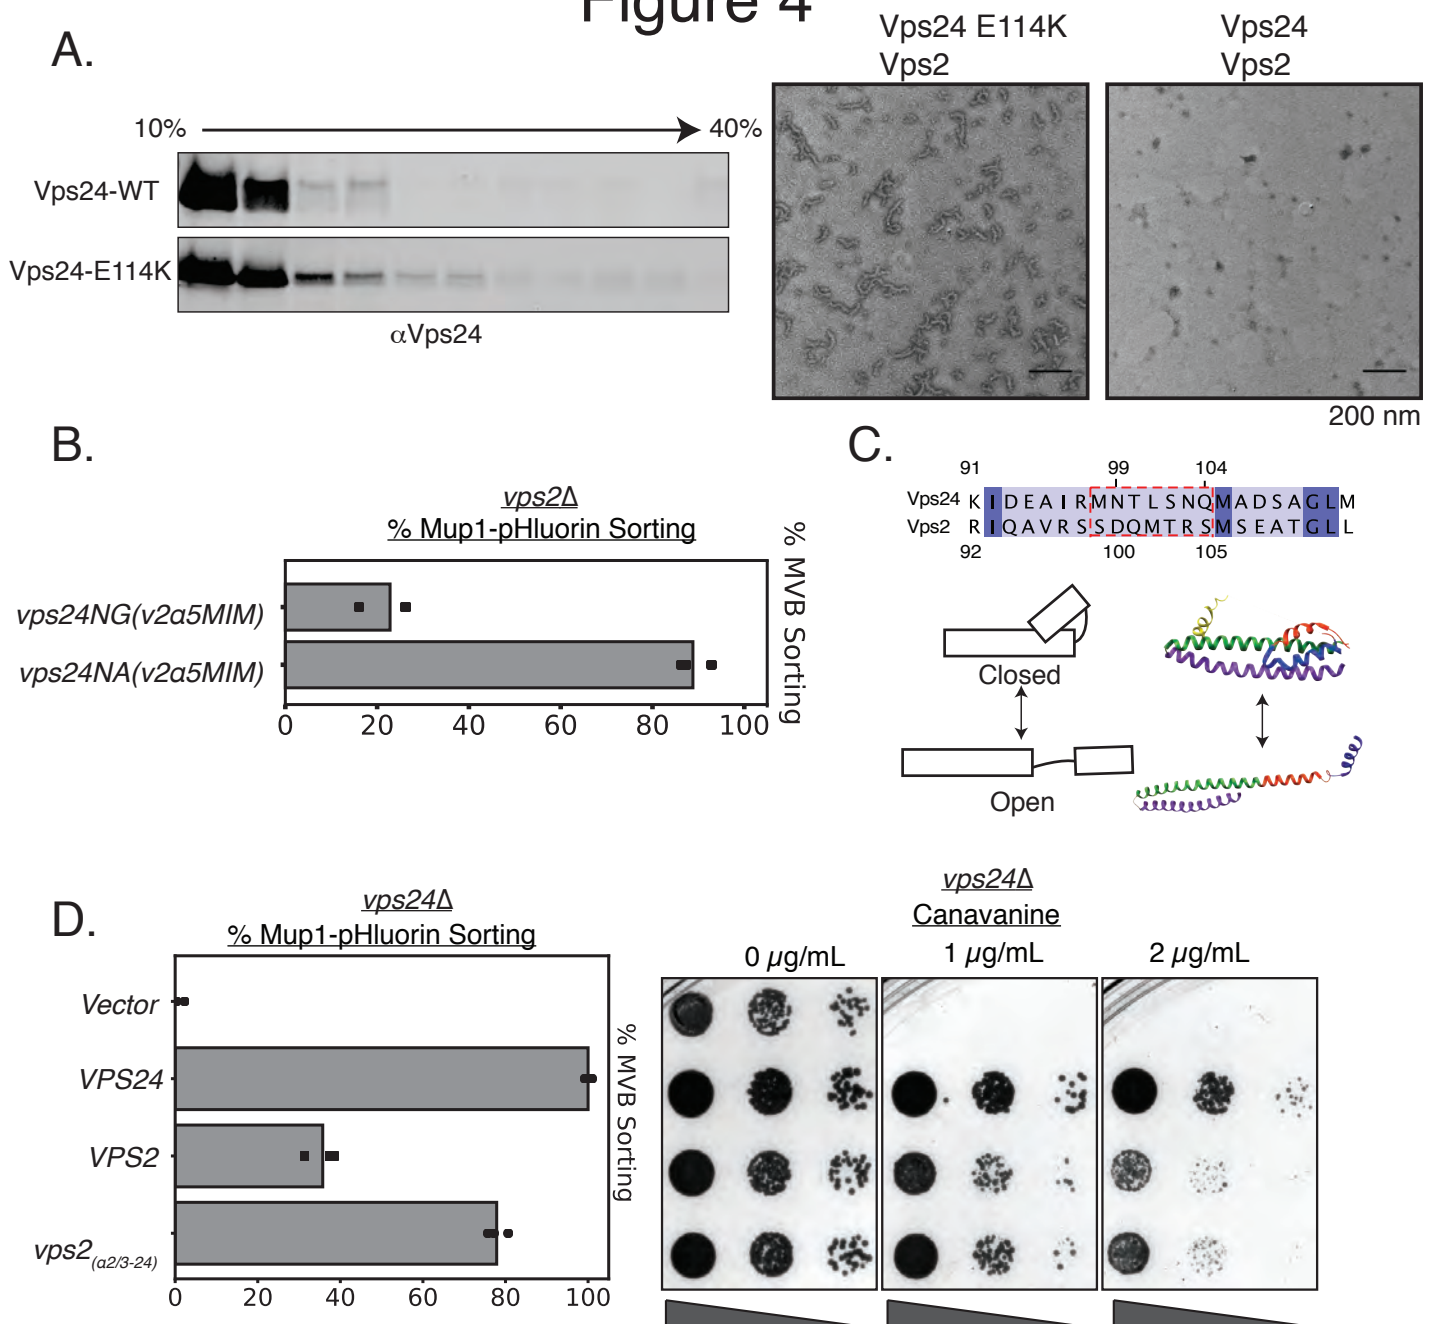 Figure 4
A.
Vps24 E114K
Vps2
Vps24
Vps2
10%
40%
Vps24-WT
Vps24-E114K
αVps24
200 nm
B.
vps2Δ
% Mup1-pHluorin Sorting
vps24NG(v2α5MIM)
vps24NA(v2α5MIM)
0 20 40 60 80 100
% MVB Sorting
C.
91 99 104
Vps24 K I D E A I R M N T L S N Q M A D S A G L M
Vps2 R I Q A V R S S D Q M T R S M S E A T G L L
92 100 105
Closed
Open
D.
vps24Δ
% Mup1-pHluorin Sorting
Vector
VPS24
VPS2
vps2(α2/3-24)
0 20 40 60 80 100
% MVB Sorting
vps24Δ
Canavanine
0 µg/mL 1 µg/mL 2 µg/mL